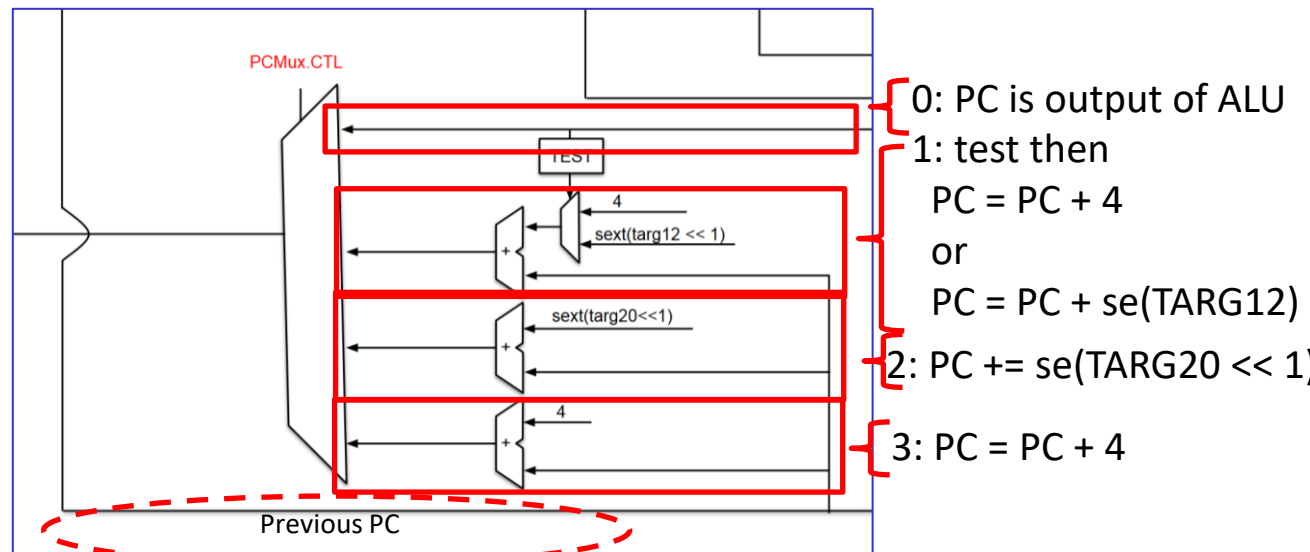 PCMux.CTL
0: PC is output of ALU
TEST
1: test then
4
PC = PC + 4
sext(targ12 << 1)
or
+
PC = PC + se(TARG12)
sext(targ20<<1)
+
2: PC += se(TARG20 << 1)
4
+
3: PC = PC + 4
Previous PC